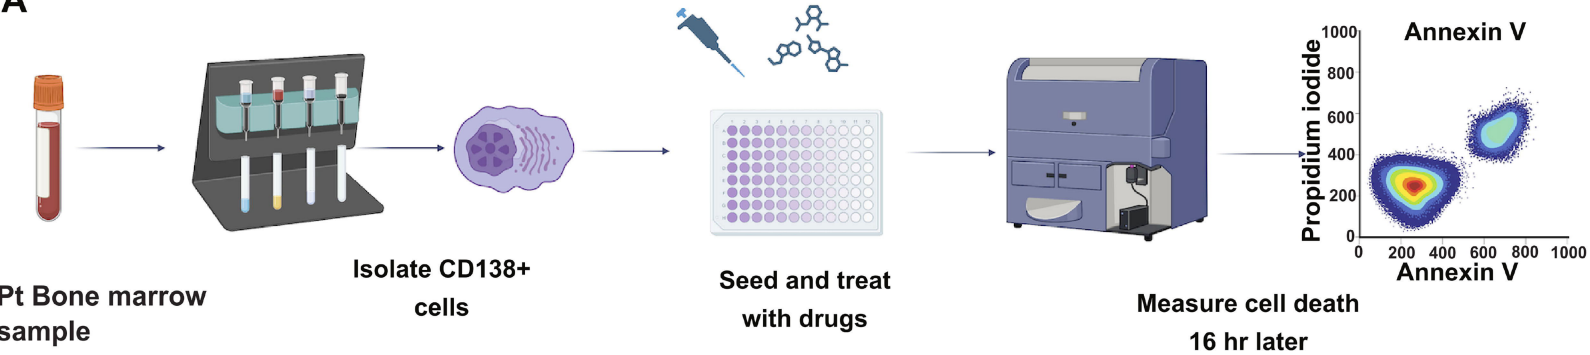 A
Pt Bone marrow
sample
Isolate CD138+
cells
Seed and treat
with drugs
Measure cell death
16 hr later
Annexin V
Propidium iodide
1000
800
600
400
200
0
0 200 400 600 800 1000
Annexin V